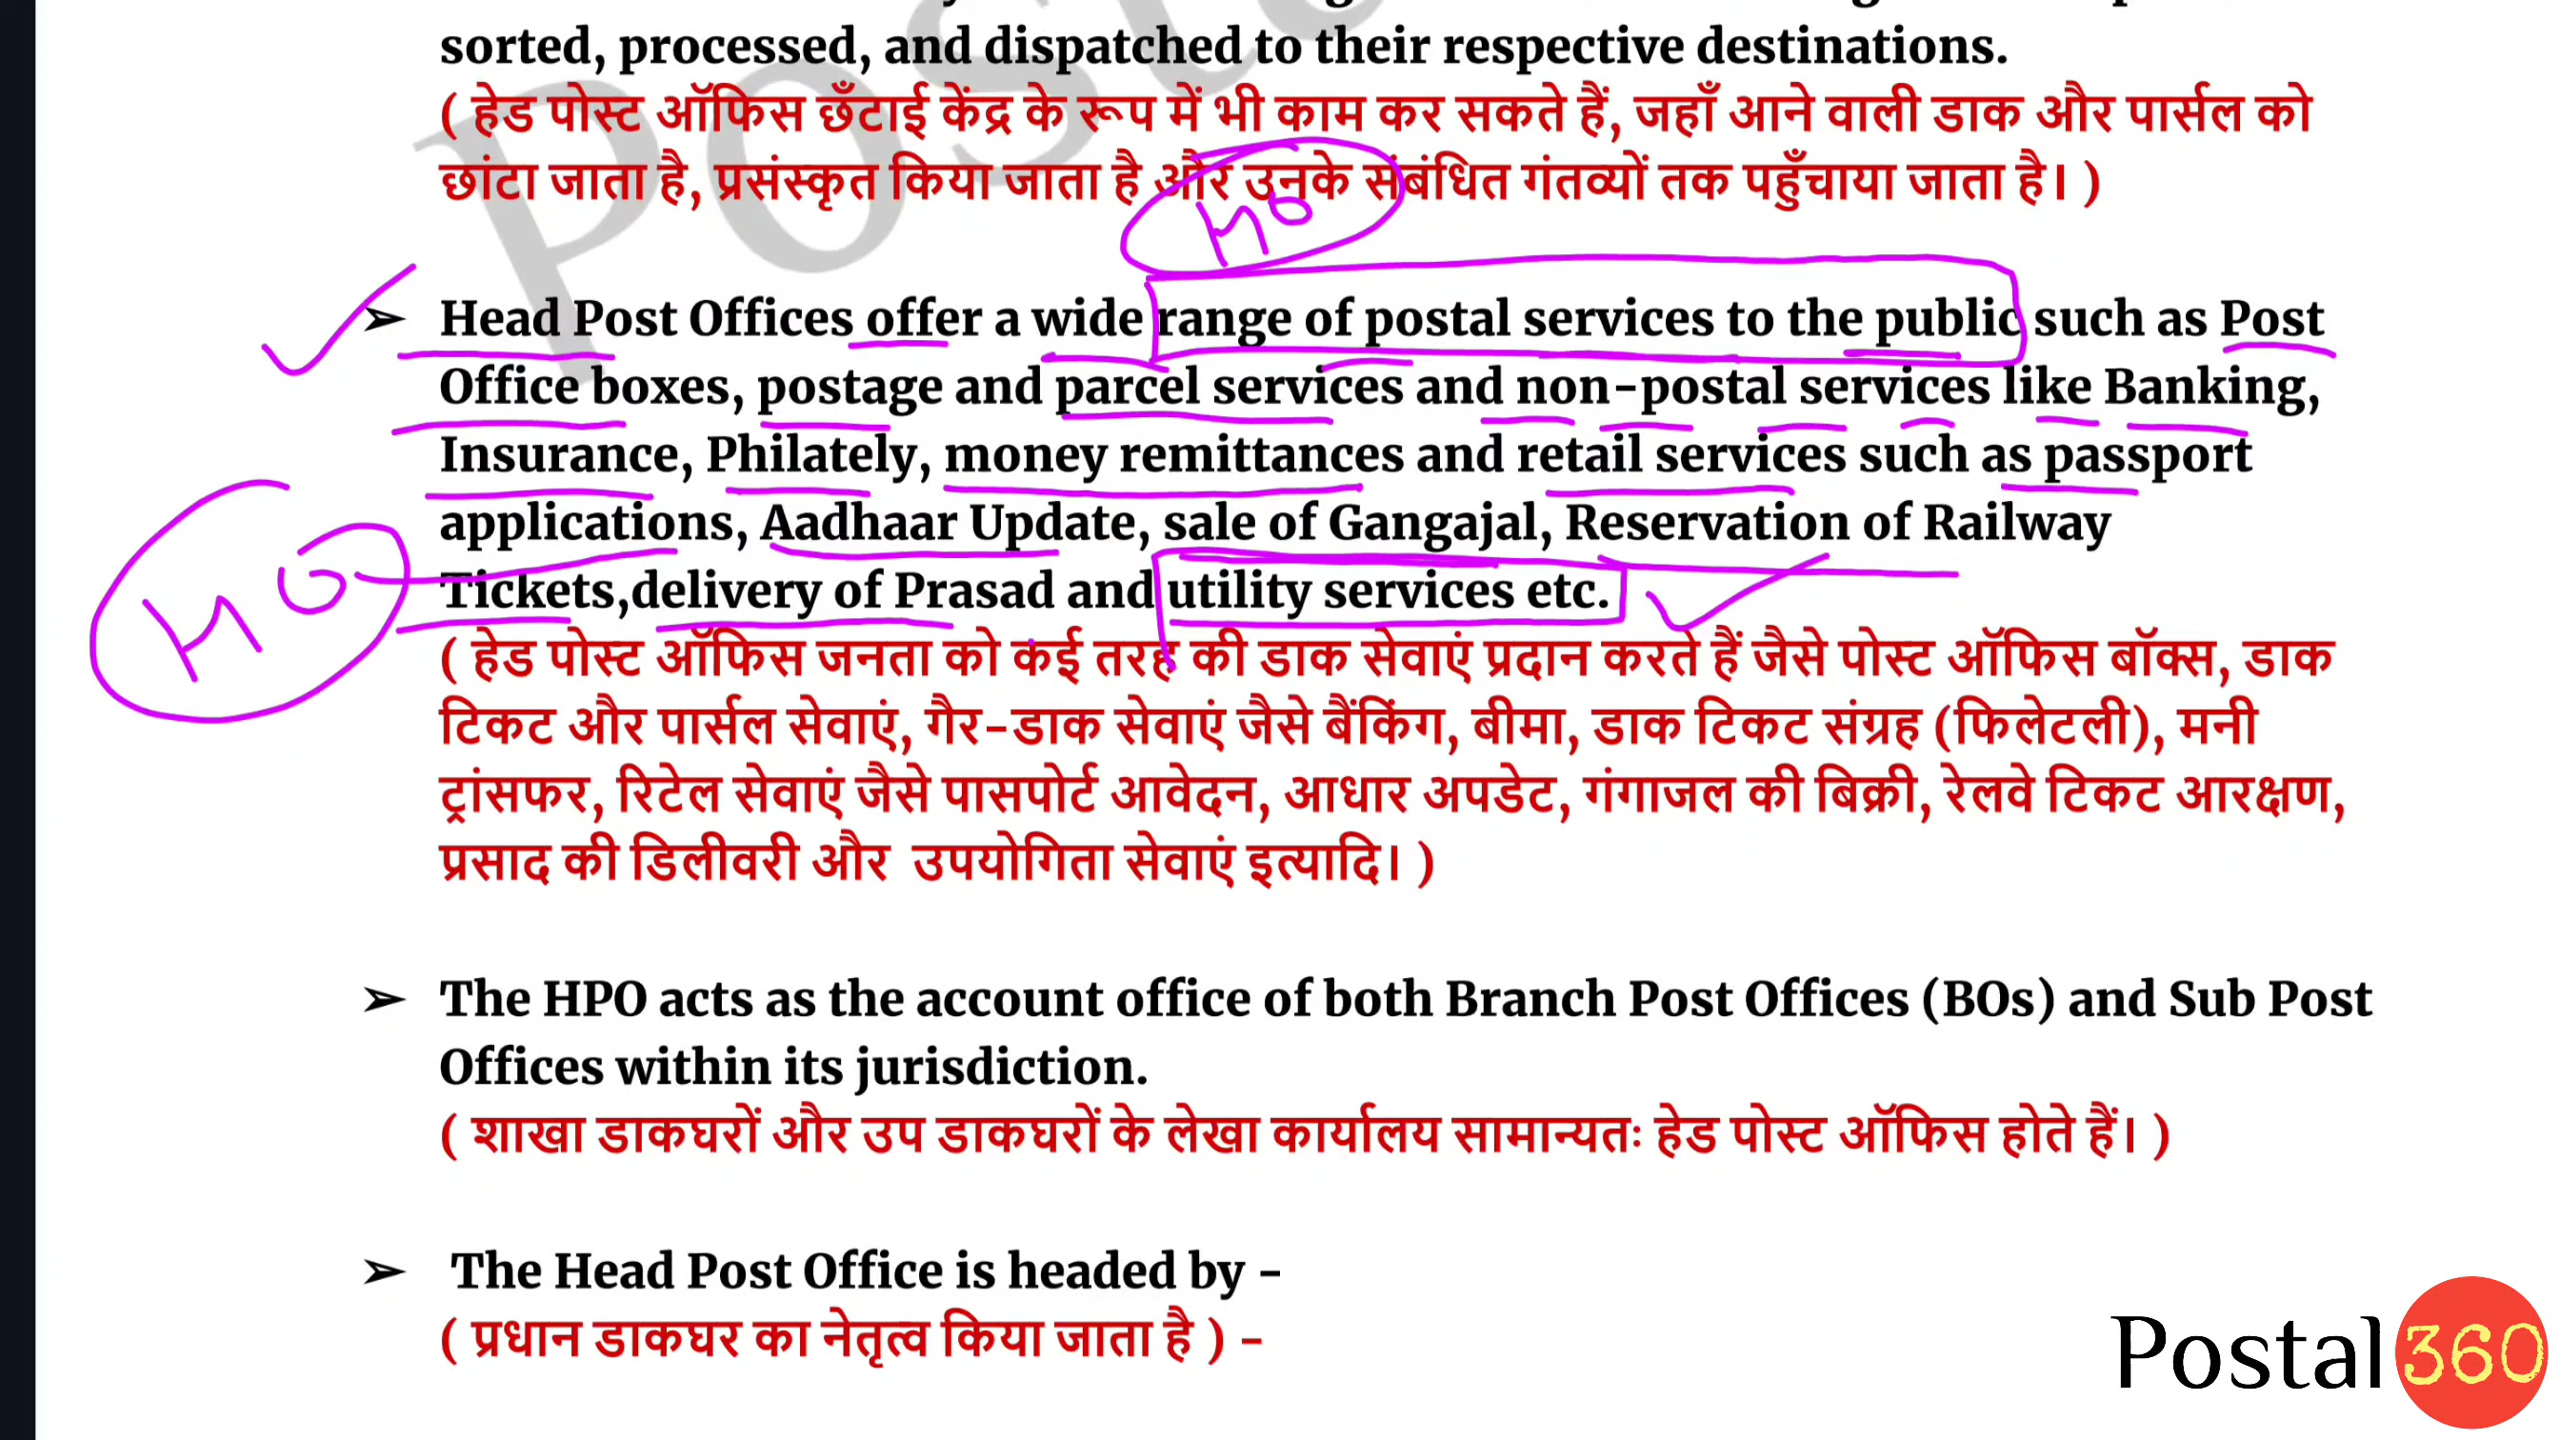 sorted, processed, and dispatched to their respective destinations.
( हेड पोस्ट ऑफिस छँटाई केंद्र के रूप में भी काम कर सकते हैं, जहाँ आने वाली डाक और पार्सल को
छांटा जाता है, प्रसंस्कृत किया जाता है और उनके संबंधित गंतव्यों तक पहुँचाया जाता है। )
HO
➢ Head Post Offices offer a wide range of postal services to the public such as Post
Office boxes, postage and parcel services and non-postal services like Banking,
Insurance, Philately, money remittances and retail services such as passport
applications, Aadhaar Update, sale of Gangajal, Reservation of Railway
HO
Tickets,delivery of Prasad and utility services etc.
( हेड पोस्ट ऑफिस जनता को कई तरह की डाक सेवाएं प्रदान करते हैं जैसे पोस्ट ऑफिस बॉक्स, डाक
टिकट और पार्सल सेवाएं, गैर-डाक सेवाएं जैसे बैंकिंग, बीमा, डाक टिकट संग्रह (फिलेटली), मनी
ट्रांसफर, रिटेल सेवाएं जैसे पासपोर्ट आवेदन, आधार अपडेट, गंगाजल की बिक्री, रेलवे टिकट आरक्षण,
प्रसाद की डिलीवरी और उपयोगिता सेवाएं इत्यादि। )
➢ The HPO acts as the account office of both Branch Post Offices (BOs) and Sub Post
Offices within its jurisdiction.
( शाखा डाकघरों और उप डाकघरों के लेखा कार्यालय सामान्यतः हेड पोस्ट ऑफिस होते हैं। )
➢ The Head Post Office is headed by -
( प्रधान डाकघर का नेतृत्व किया जाता है ) -
Postal 360